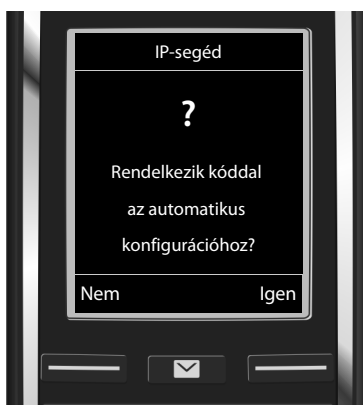 IP-segéd
?
Rendelkezik kóddal
az automatikus
konfigurációhoz?
Nem Igen